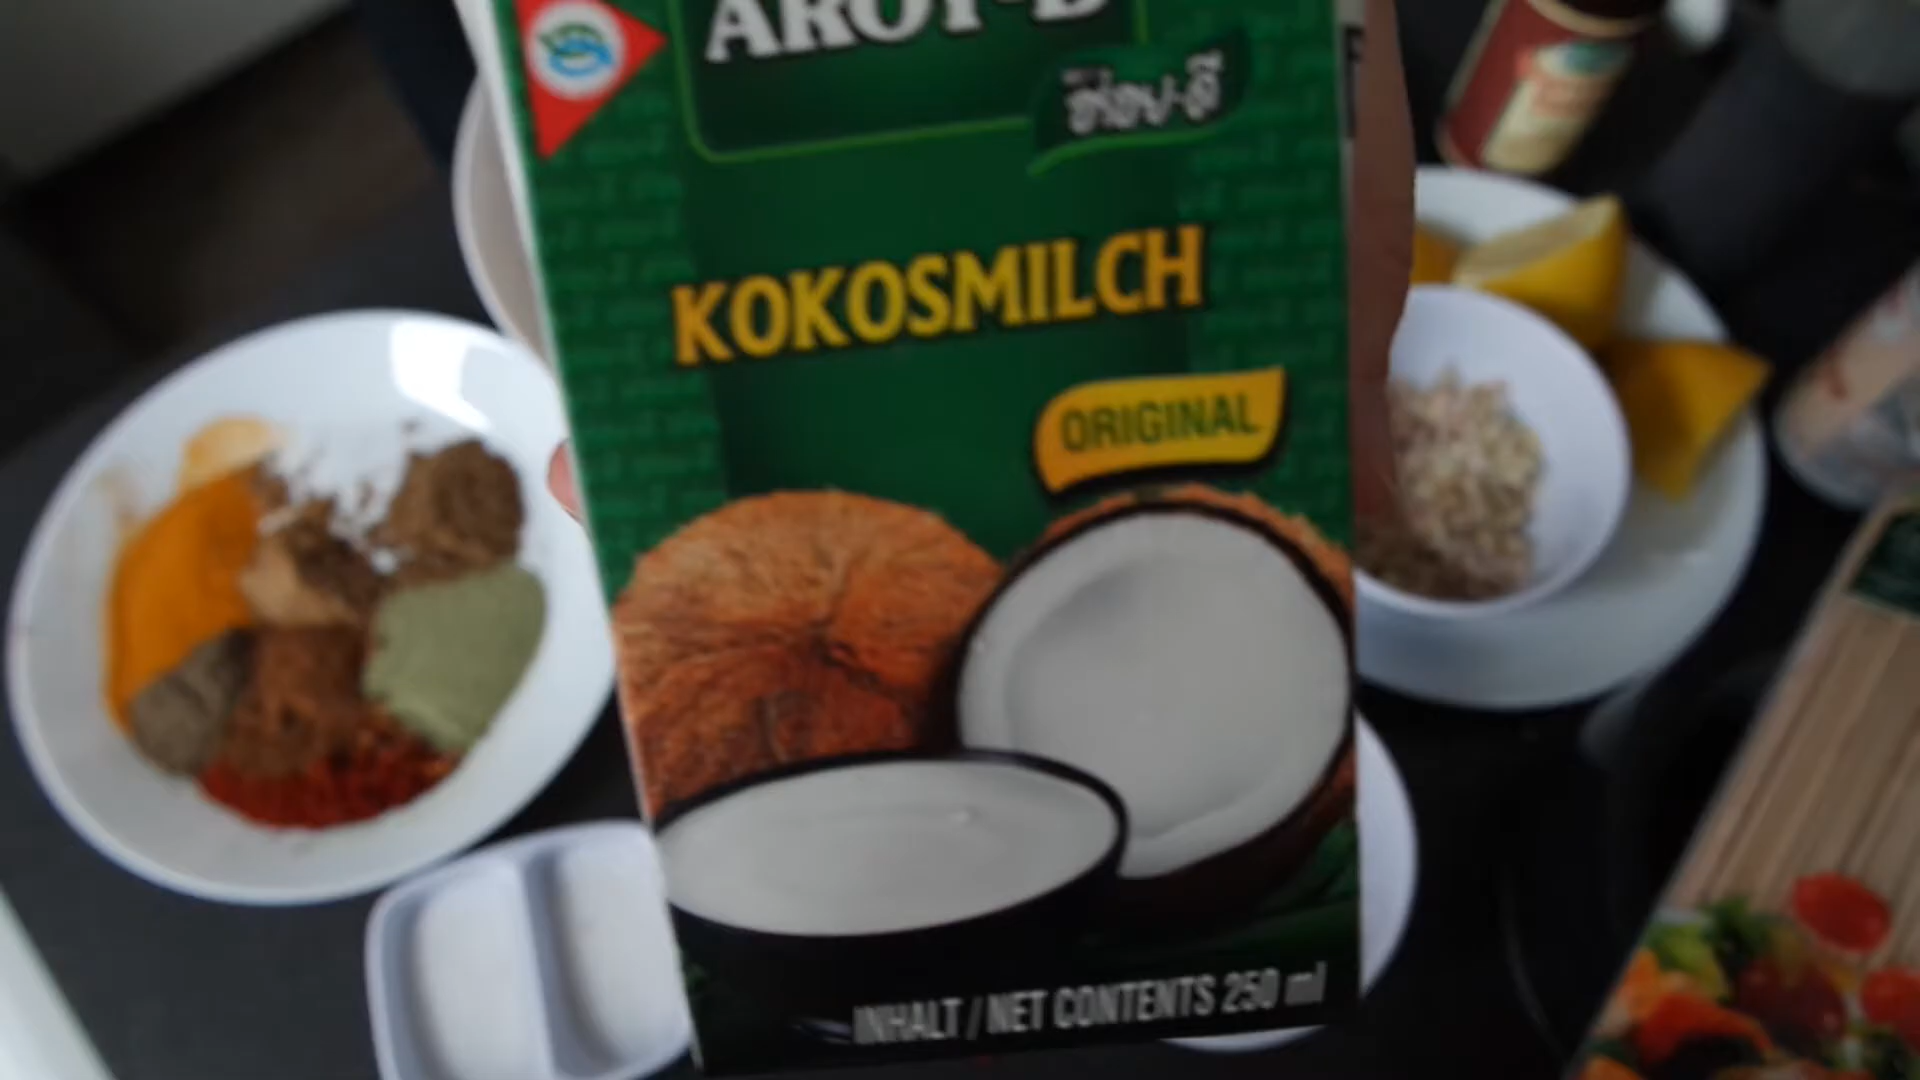 AROY-D
อร่อย-ดี
KOKOSMILCH
ORIGINAL
INHALT / NET CONTENTS 250 ml